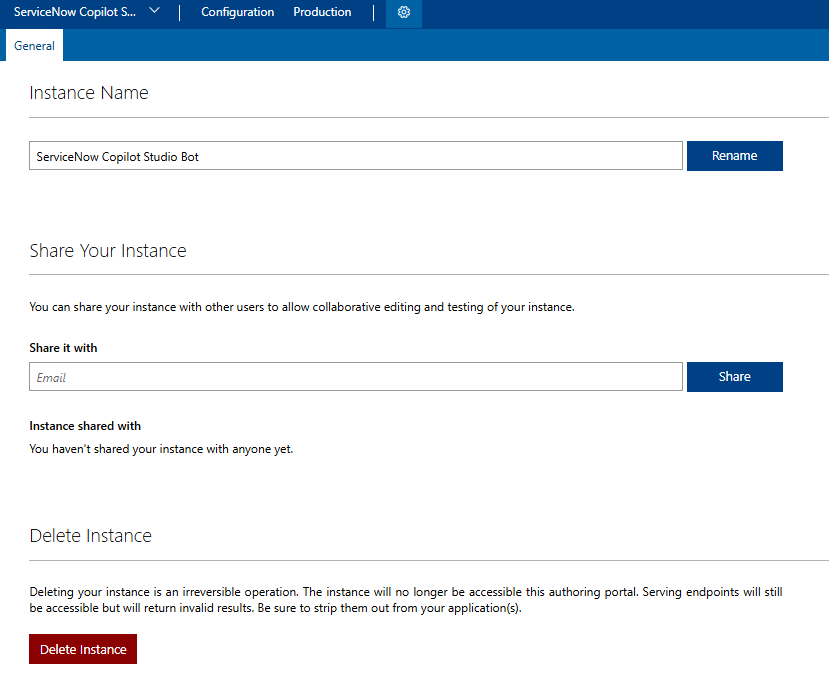 ServiceNow Copilot S...
Configuration
Production
General
Instance Name
ServiceNow Copilot Studio Bot
Rename
Share Your Instance
You can share your instance with other users to allow collaborative editing and testing of your instance.
Share it with
Email
Share
Instance shared with
You haven't shared your instance with anyone yet.
Delete Instance
Deleting your instance is an irreversible operation. The instance will no longer be accessible this authoring portal. Serving endpoints will still
be accessible but will return invalid results. Be sure to strip them out from your application(s).
Delete Instance